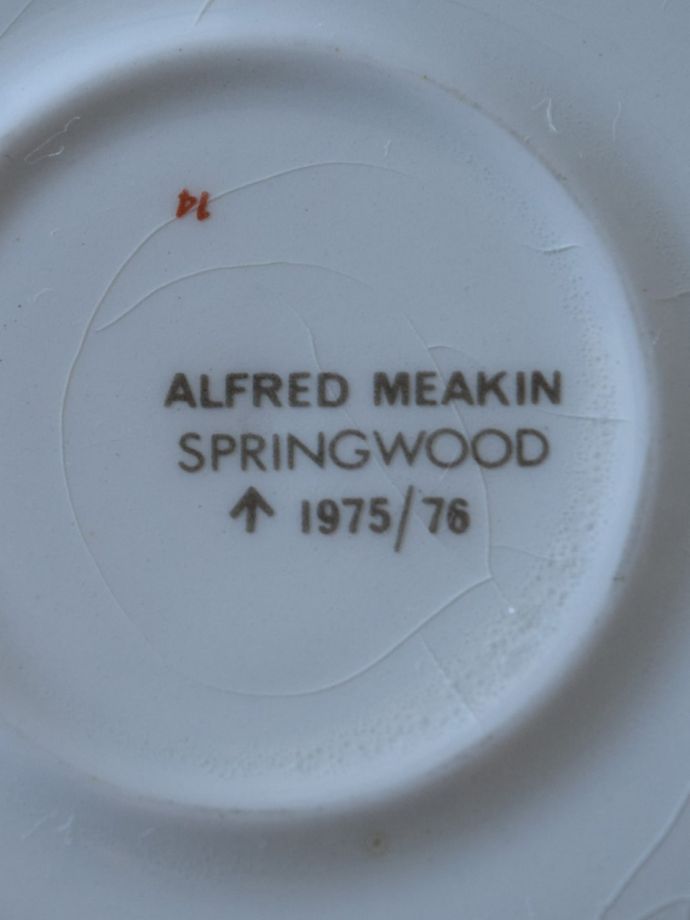 14
ALFRED MEAKIN
SPRINGWOOD
↑ 1975/76